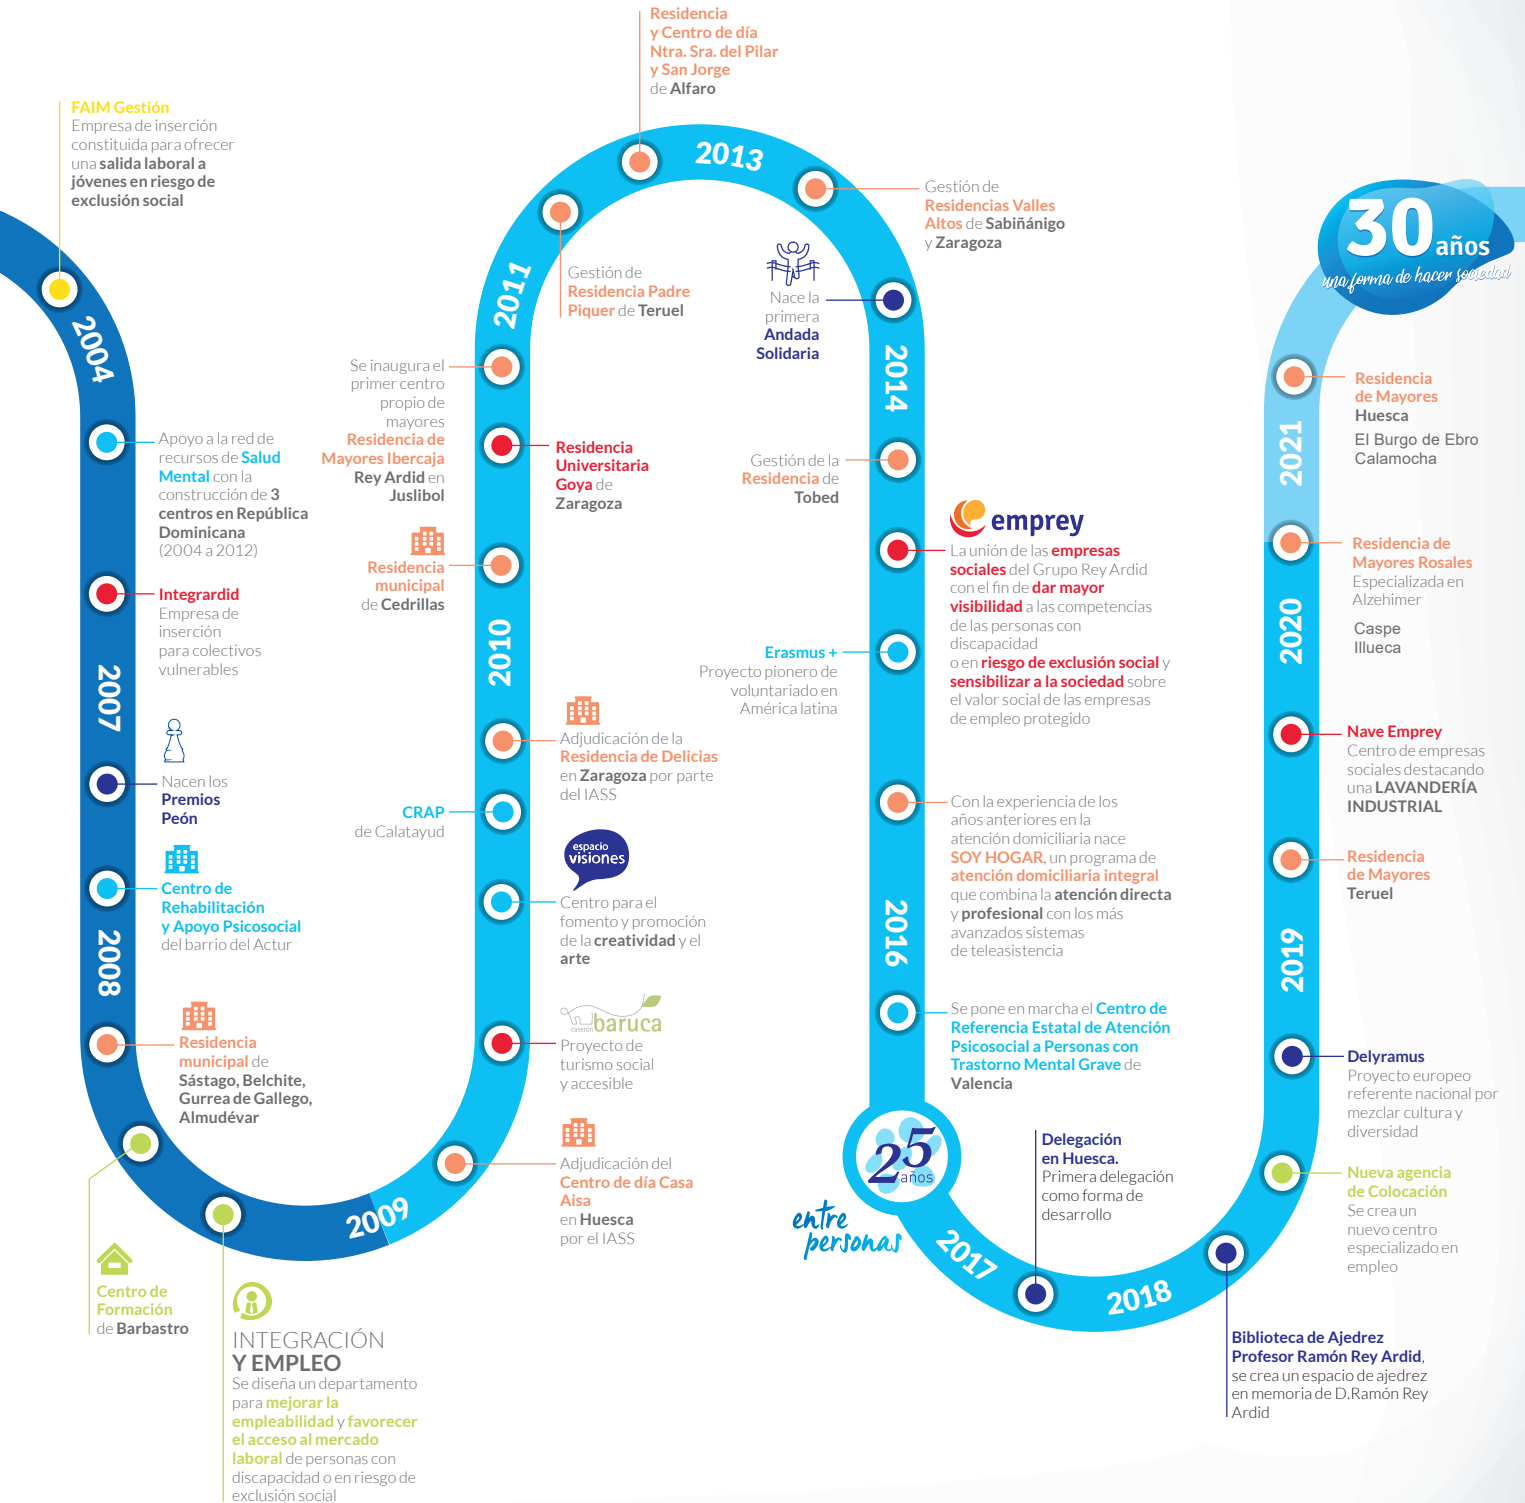 FAIM Gestión
Empresa de inserción
constituida para ofrecer
una salida laboral a
jóvenes en riesgo de
exclusión social
2004
Apoyo a la red de
recursos de Salud
Mental con la
construcción de 3
centros en República
Dominicana
(2004 a 2012)
Integrardid
Empresa de
inserción
para colectivos
vulnerables
2007
Nacen los
Premios
Peón
Centro de
Rehabilitación
y Apoyo Psicosocial
del barrio del Actur
2008
Residencia
municipal de
Sástago, Belchite,
Gurrea de Gallego,
Almudévar
Centro de
Formación
de Barbastro
INTEGRACIÓN
Y EMPLEO
Se diseña un departamento
para mejorar la
empleabilidad y favorecer
el acceso al mercado
laboral de personas con
discapacidad o en riesgo de
exclusión social
2009
Adjudicación del
Centro de día Casa
Aisa
en Huesca
por el IASS
caseron
baruca
Proyecto de
turismo social
y accesible
espacio
visiones
Centro para el
fomento y promoción
de la creatividad y el
arte
CRAP
de Calatayud
Adjudicación de la
Residencia de Delicias
en Zaragoza por parte
del IASS
2010
Residencia
municipal
de Cedrillas
Residencia
Universitaria
Goya de
Zaragoza
Se inaugura el
primer centro
propio de
mayores
Residencia de
Mayores Ibercaja
Rey Ardid en
Juslibol
2011
Gestión de
Residencia Padre
Piquer de Teruel
Residencia
y Centro de día
Ntra. Sra. del Pilar
y San Jorge
de Alfaro
2013
Gestión de
Residencias Valles
Altos de Sabiñánigo
y Zaragoza
Nace la
primera
Andada
Solidaria
2014
Gestión de la
Residencia de
Tobed
emprey
La unión de las empresas
sociales del Grupo Rey Ardid
con el fin de dar mayor
visibilidad a las competencias
de las personas con
discapacidad
o en riesgo de exclusión social y
sensibilizar a la sociedad sobre
el valor social de las empresas
de empleo protegido
Erasmus +
Proyecto pionero de
voluntariado en
América latina
Con la experiencia de los
años anteriores en la
atención domiciliaria nace
SOY HOGAR, un programa de
atención domiciliaria integral
que combina la atención directa
y profesional con los más
avanzados sistemas
de teleasistencia
2016
Se pone en marcha el Centro de
Referencia Estatal de Atención
Psicosocial a Personas con
Trastorno Mental Grave de
Valencia
25
años
entre
personas
2017
Delegación
en Huesca.
Primera delegación
como forma de
desarrollo
2018
Biblioteca de Ajedrez
Profesor Ramón Rey Ardid,
se crea un espacio de ajedrez
en memoria de D.Ramón Rey
Ardid
Nueva agencia
de Colocación
Se crea un
nuevo centro
especializado en
empleo
Delyramus
Proyecto europeo
referente nacional por
mezclar cultura y
diversidad
2019
Residencia
de Mayores
Teruel
Nave Emprey
Centro de empresas
sociales destacando
una LAVANDERÍA
INDUSTRIAL
2020
Residencia de
Mayores Rosales
Especializada en
Alzehimer
Caspe
Illueca
2021
Residencia
de Mayores
Huesca
El Burgo de Ebro
Calamocha
30 años
una forma de hacer sociedad